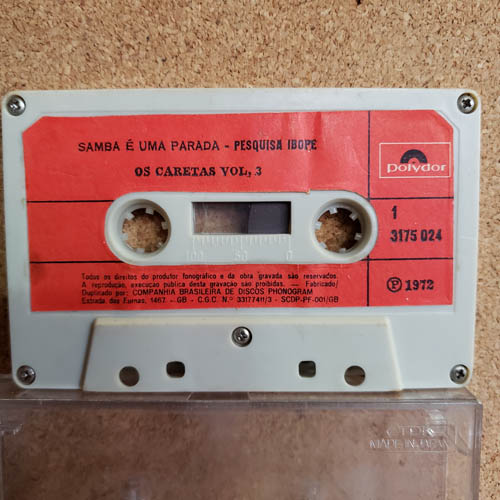 SAMBA É UMA PARADA - PESQUISA IBOPE
OS CARETAS VOL, 3
Polydor
1
3175 024
100 50 0
Todos os direitos do produtor fonográfico e da obra gravada são reservados.
A reprodução, execução pública desta gravação são proibidas. — Fabricado/
Duplicado por: COMPANHIA BRASILEIRA DE DISCOS PHONOGRAM
Estrada das Furnas, 1467 - GB - C.G.C. N.º 33177411/3 - SCDP-PF-001/GB
℗ 1972
MADE IN JAPAN